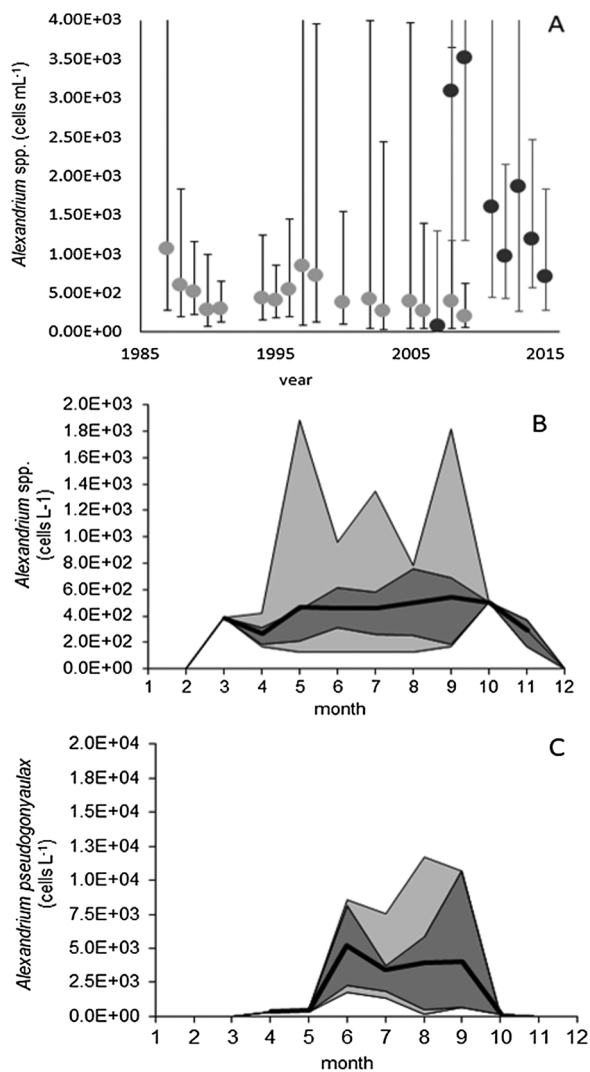 A
Alexandrium spp. (cells mL-1)
4.00E+03
3.50E+03
3.00E+03
2.50E+03
2.00E+03
1.50E+03
1.00E+03
5.00E+02
0.00E+00
1985
1995
2005
2015
year
B
Alexandrium spp.
(cells L-1)
2.0E+03
1.8E+03
1.6E+03
1.4E+03
1.2E+03
1.0E+03
8.0E+02
6.0E+02
4.0E+02
2.0E+02
0.0E+00
1 2 3 4 5 6 7 8 9 10 11 12
month
C
Alexandrium pseudogonyaulax
(cells L-1)
2.0E+04
1.8E+04
1.5E+04
1.3E+04
1.0E+04
7.5E+03
5.0E+03
2.5E+03
0.0E+00
1 2 3 4 5 6 7 8 9 10 11 12
month